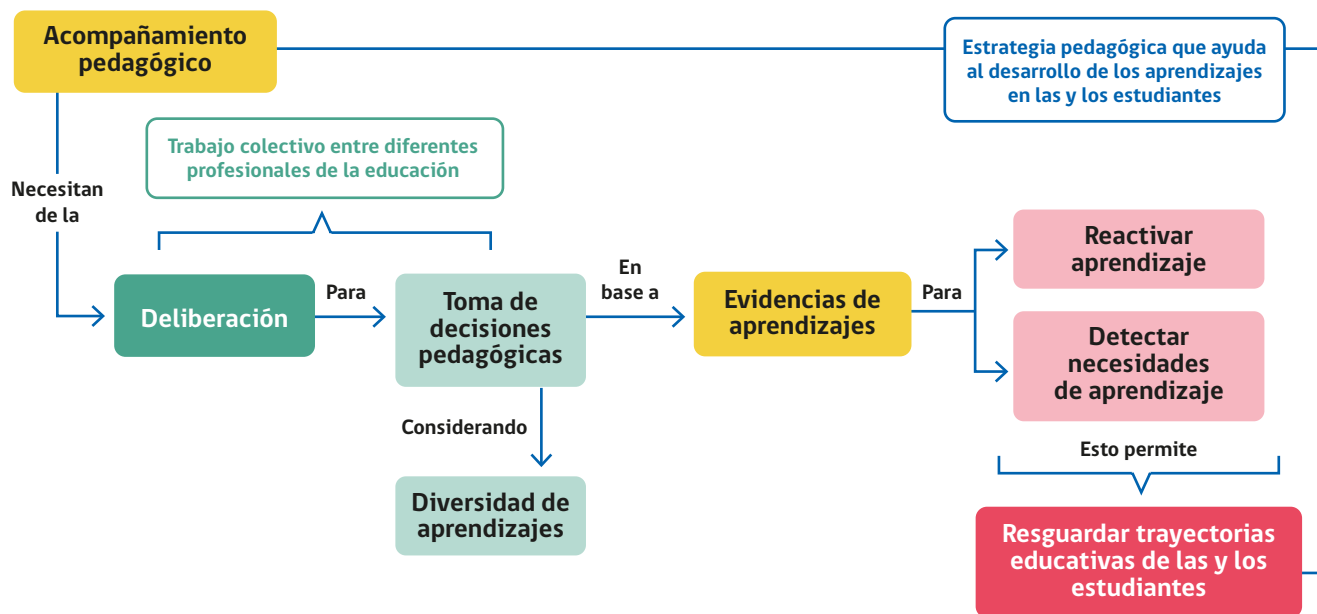 Acompañamiento
pedagógico
Estrategia pedagógica que ayuda
al desarrollo de los aprendizajes
en las y los estudiantes
Trabajo colectivo entre diferentes
profesionales de la educación
Necesitan
de la
Deliberación
Para
Toma de
decisiones
pedagógicas
En
base a
Evidencias de
aprendizajes
Para
Reactivar
aprendizaje
Detectar
necesidades
de aprendizaje
Considerando
Diversidad de
aprendizajes
Esto permite
Resguardar trayectorias
educativas de las y los
estudiantes